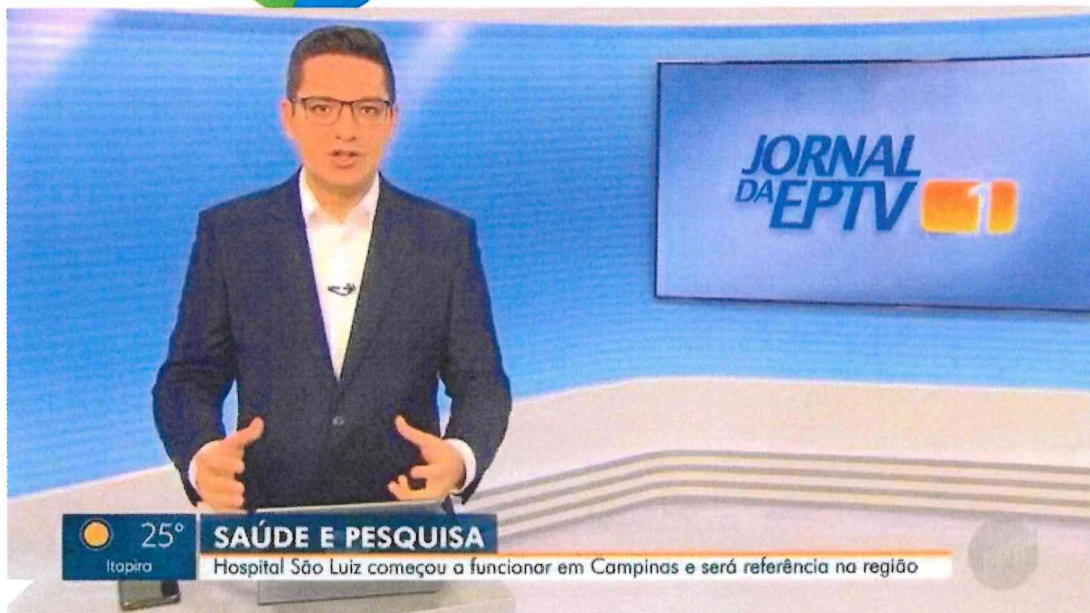 JORNAL
DA EPTV 1
25° SAÚDE E PESQUISA
Itapira Hospital São Luiz começou a funcionar em Campinas e será referência na região